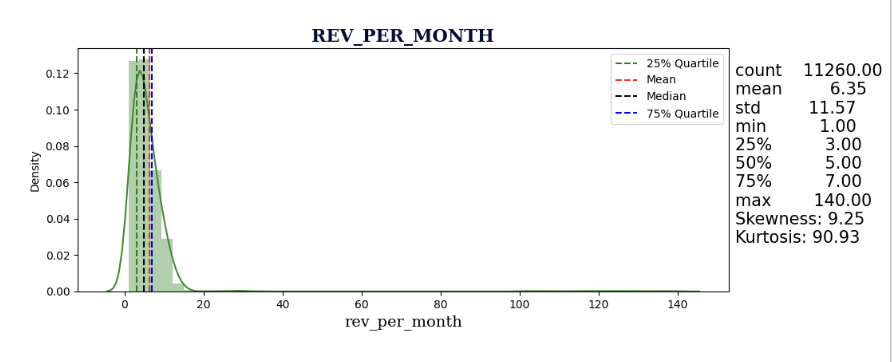 REV_PER_MONTH
25% Quartile
Mean
Median
75% Quartile
0.12
0.10
0.08
0.06
0.04
0.02
0.00
Density
0
20
40
60
80
100
120
140
rev_per_month
count 11260.00
mean 6.35
std 11.57
min 1.00
25% 3.00
50% 5.00
75% 7.00
max 140.00
Skewness: 9.25
Kurtosis: 90.93